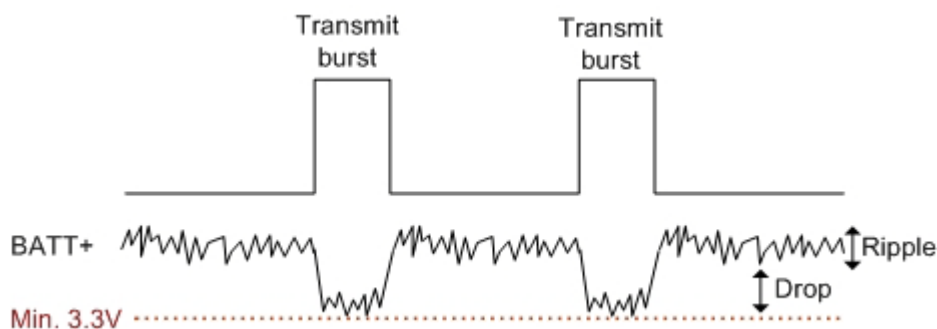 Transmit
burst
Transmit
burst
BATT+
Ripple
Drop
Min. 3.3V